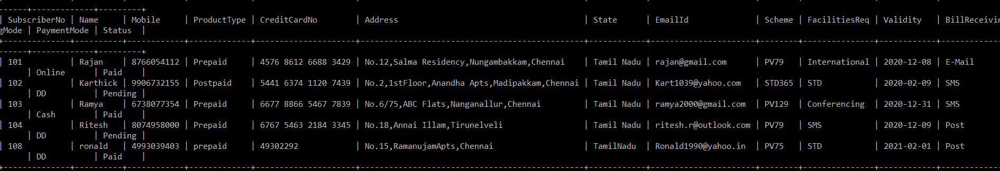 ------+-------------+---------+
| SubscriberNo | Name     | Mobile     | ProductType | CreditCardNo        | Address                                      | State      | EmailId               | Scheme | FacilitiesReq | Validity   | BillReceivin
gMode | PaymentMode | Status  |
+--------------+----------+------------+-------------+---------------------+----------------------------------------------+------------+-----------------------+--------+---------------+------------+-------------
------+-------------+---------+
| 101          | Rajan    | 8766054112 | Prepaid     | 4576 8612 6688 3429 | No.12,Salma Residency,Nungambakkam,Chennai   | Tamil Nadu | rajan@gmail.com       | PV79   | International | 2020-12-08 | E-Mail
      | Online      | Paid    |
| 102          | Karthick | 9906732155 | Postpaid    | 5441 6374 1120 7439 | No.2,1stFloor,Anandha Apts,Madipakkam,Chennai | Tamil Nadu | Kart1039@yahoo.com    | STD365 | STD           | 2020-02-09 | SMS
      | DD          | Pending |
| 103          | Ramya    | 6738077354 | Prepaid     | 6677 8866 5467 7839 | No.6/75,ABC Flats,Nanganallur,Chennai        | Tamil Nadu | ramya2000@gmail.com   | PV129  | Conferencing  | 2020-12-31 | SMS
      | Cash        | Paid    |
| 104          | Ritesh   | 8074958000 | Prepaid     | 6767 5463 2184 3345 | No.18,Annai Illam,Tirunelveli                | Tamil Nadu | ritesh.r@outlook.com  | PV79   | SMS           | 2020-12-09 | Post
      | DD          | Pending |
| 108          | ronald   | 4993039403 | prepaid     | 49302292            | No.15,RamanujamApts,Chennai                  | TamilNadu  | Ronald1990@yahoo.in   | PV75   | STD           | 2021-02-01 | Post
      | DD          | Paid    |
+--------------+----------+------------+-------------+---------------------+----------------------------------------------+------------+-----------------------+--------+---------------+------------+-------------